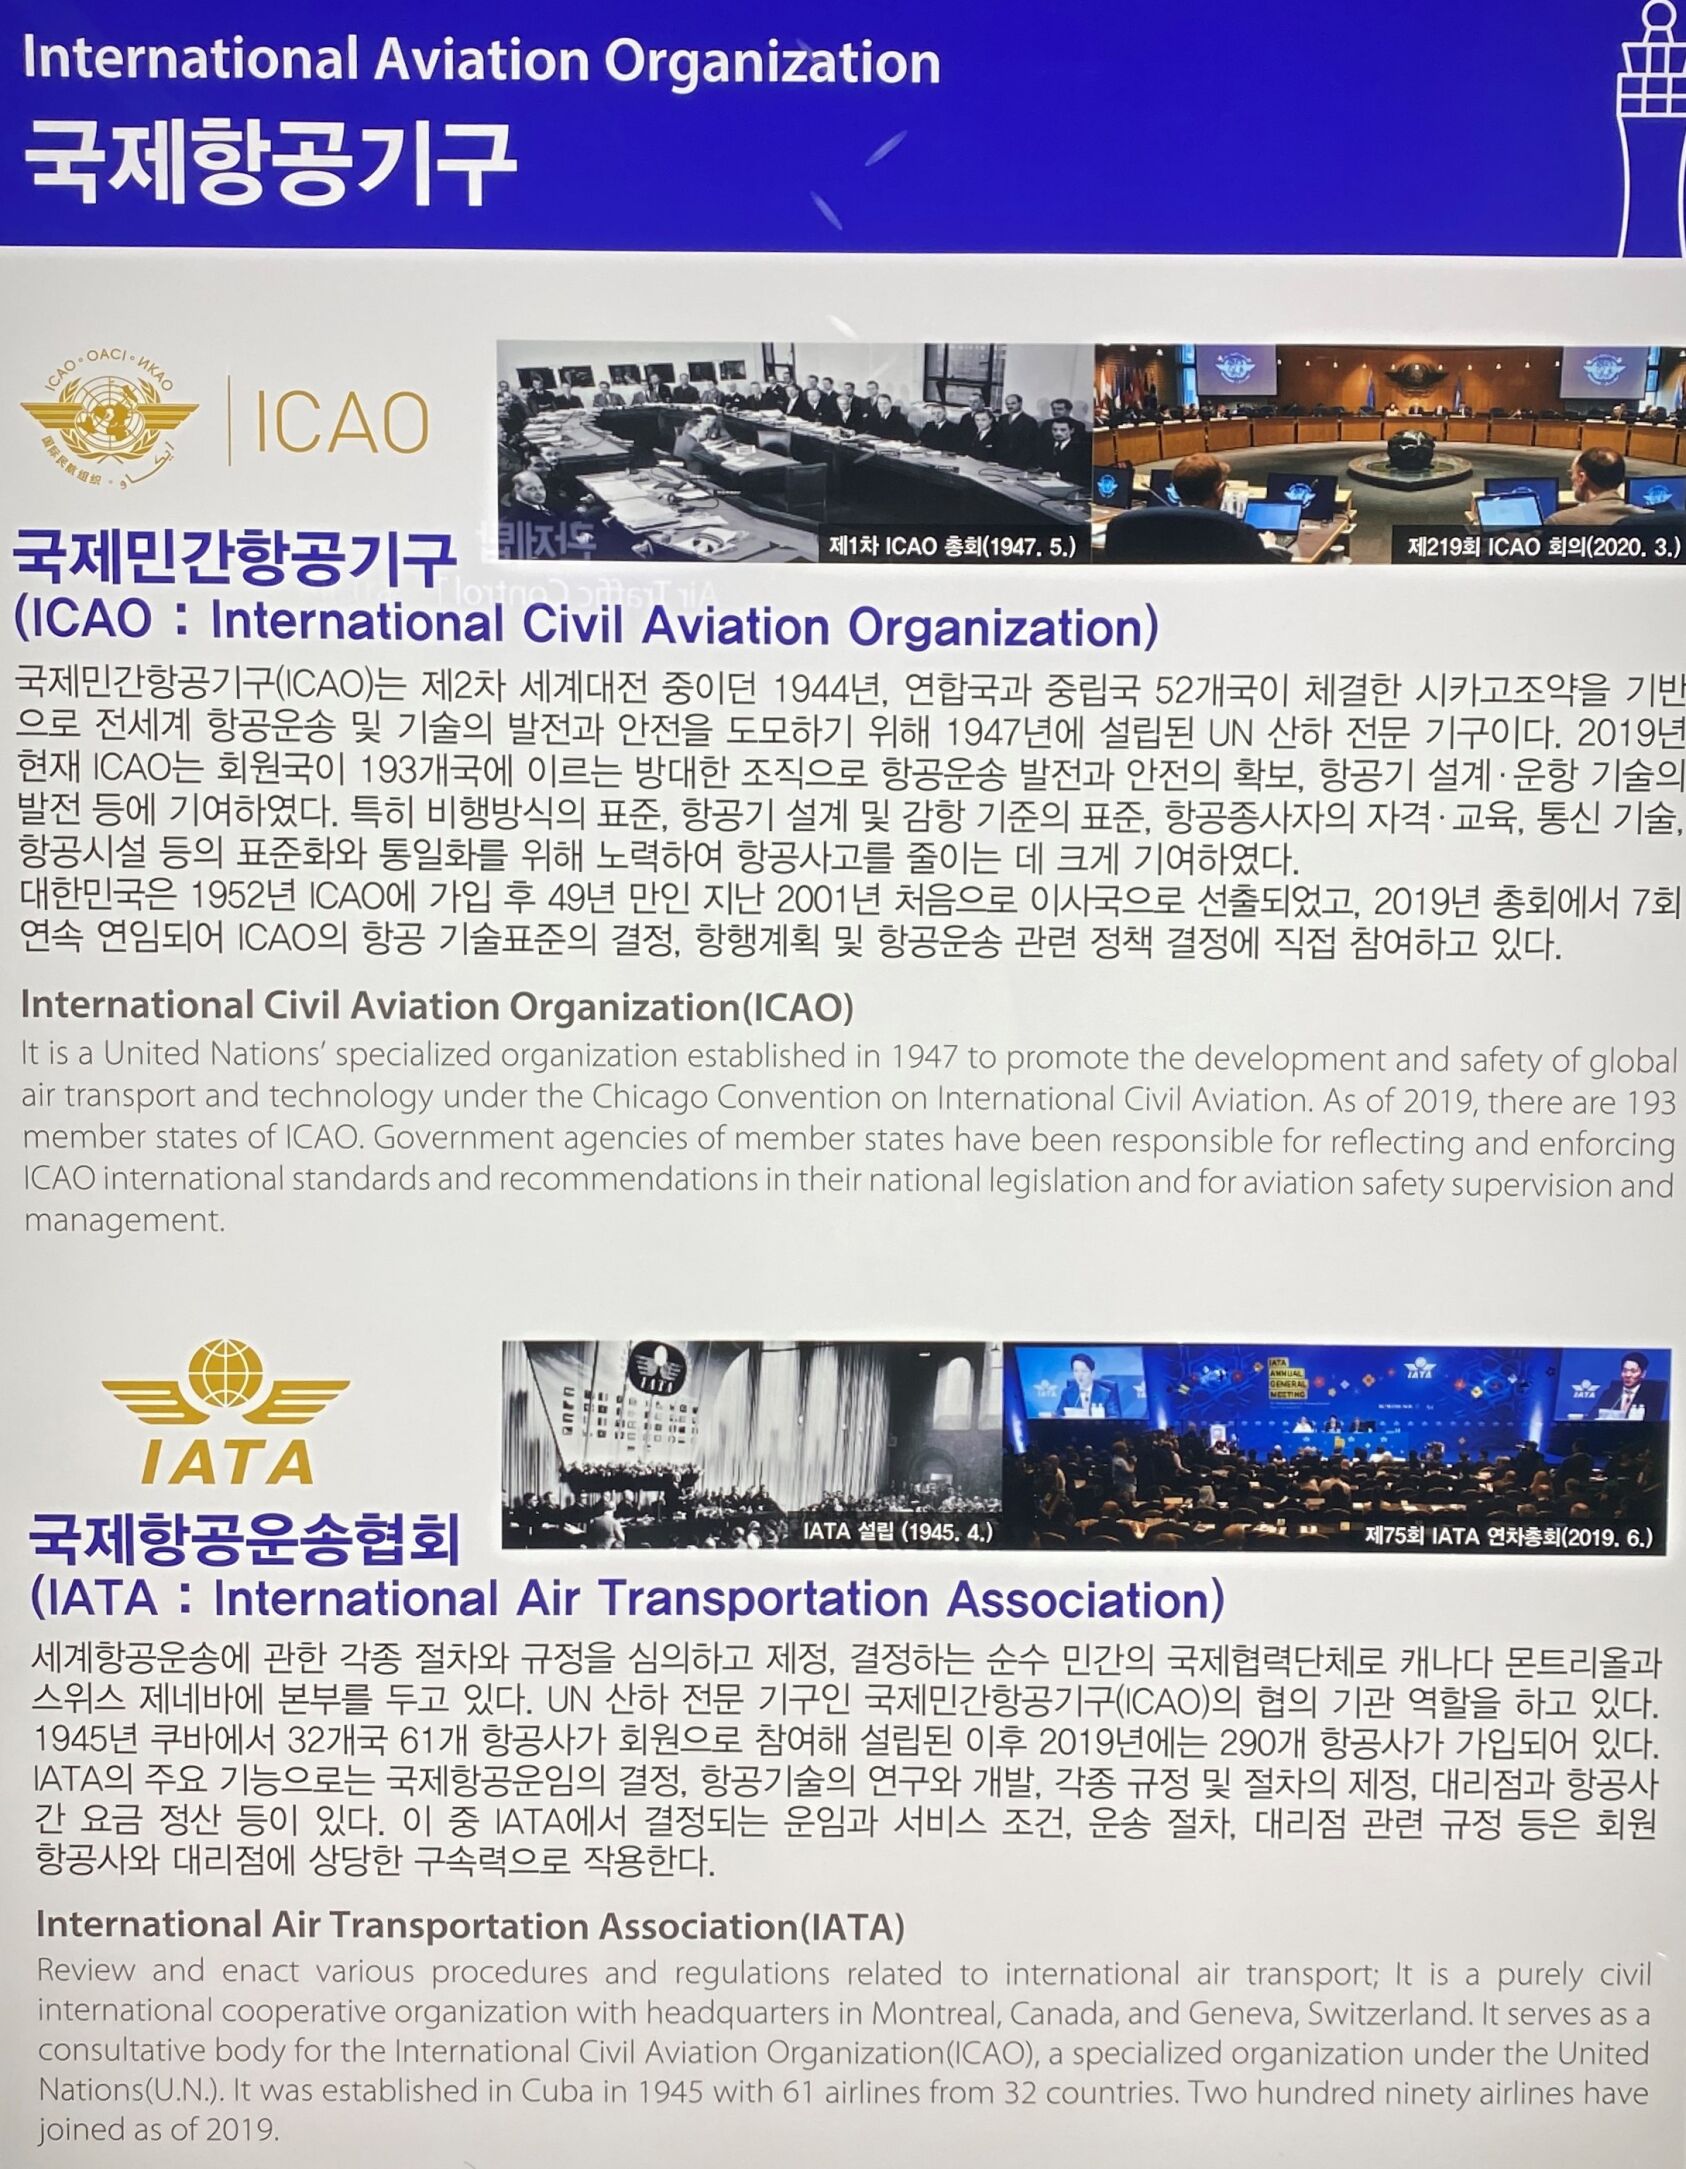 International Aviation Organization
국제항공기구
ICAO · OACI · ИКАО
国际民航组织
ICAO
제1차 ICAO 총회(1947. 5.)
제219회 ICAO 회의(2020. 3.)
국제민간항공기구
(ICAO : International Civil Aviation Organization)
국제민간항공기구(ICAO)는 제2차 세계대전 중이던 1944년, 연합국과 중립국 52개국이 체결한 시카고조약을 기반
으로 전세계 항공운송 및 기술의 발전과 안전을 도모하기 위해 1947년에 설립된 UN 산하 전문 기구이다. 2019년
현재 ICAO는 회원국이 193개국에 이르는 방대한 조직으로 항공운송 발전과 안전의 확보, 항공기 설계·운항 기술의
발전 등에 기여하였다. 특히 비행방식의 표준, 항공기 설계 및 감항 기준의 표준, 항공종사자의 자격·교육, 통신 기술,
항공시설 등의 표준화와 통일화를 위해 노력하여 항공사고를 줄이는 데 크게 기여하였다.
대한민국은 1952년 ICAO에 가입 후 49년 만인 지난 2001년 처음으로 이사국으로 선출되었고, 2019년 총회에서 7회
연속 연임되어 ICAO의 항공 기술표준의 결정, 항행계획 및 항공운송 관련 정책 결정에 직접 참여하고 있다.
International Civil Aviation Organization(ICAO)
It is a United Nations’ specialized organization established in 1947 to promote the development and safety of global
air transport and technology under the Chicago Convention on International Civil Aviation. As of 2019, there are 193
member states of ICAO. Government agencies of member states have been responsible for reflecting and enforcing
ICAO international standards and recommendations in their national legislation and for aviation safety supervision and
management.
IATA
IATA
IATA
ANNUAL
GENERAL
MEETING
IATA
IATA 설립 (1945. 4.)
제75회 IATA 연차총회(2019. 6.)
국제항공운송협회
(IATA : International Air Transportation Association)
세계항공운송에 관한 각종 절차와 규정을 심의하고 제정, 결정하는 순수 민간의 국제협력단체로 캐나다 몬트리올과
스위스 제네바에 본부를 두고 있다. UN 산하 전문 기구인 국제민간항공기구(ICAO)의 협의 기관 역할을 하고 있다.
1945년 쿠바에서 32개국 61개 항공사가 회원으로 참여해 설립된 이후 2019년에는 290개 항공사가 가입되어 있다.
IATA의 주요 기능으로는 국제항공운임의 결정, 항공기술의 연구와 개발, 각종 규정 및 절차의 제정, 대리점과 항공사
간 요금 정산 등이 있다. 이 중 IATA에서 결정되는 운임과 서비스 조건, 운송 절차, 대리점 관련 규정 등은 회원
항공사와 대리점에 상당한 구속력으로 작용한다.
International Air Transportation Association(IATA)
Review and enact various procedures and regulations related to international air transport; It is a purely civil
international cooperative organization with headquarters in Montreal, Canada, and Geneva, Switzerland. It serves as a
consultative body for the International Civil Aviation Organization(ICAO), a specialized organization under the United
Nations(U.N.). It was established in Cuba in 1945 with 61 airlines from 32 countries. Two hundred ninety airlines have
joined as of 2019.